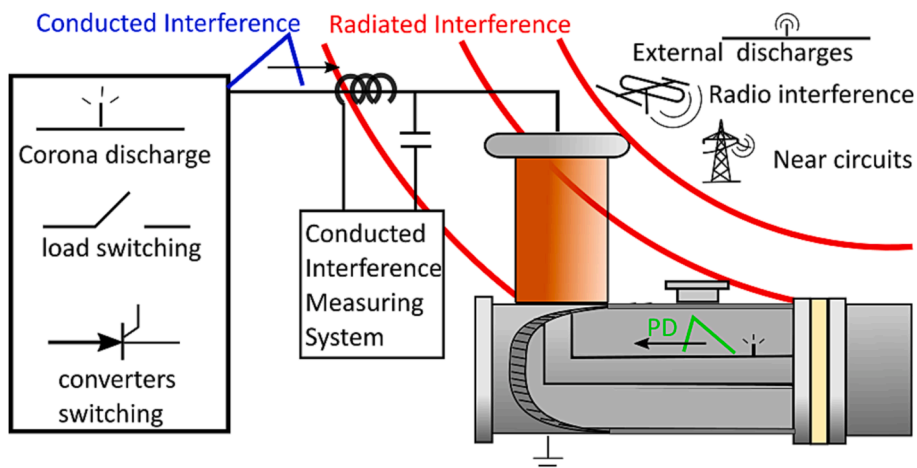 Conducted Interference
Radiated Interference
External discharges
Radio interference
Near circuits
Corona discharge
load switching
converters
switching
Conducted
Interference
Measuring
System
PD